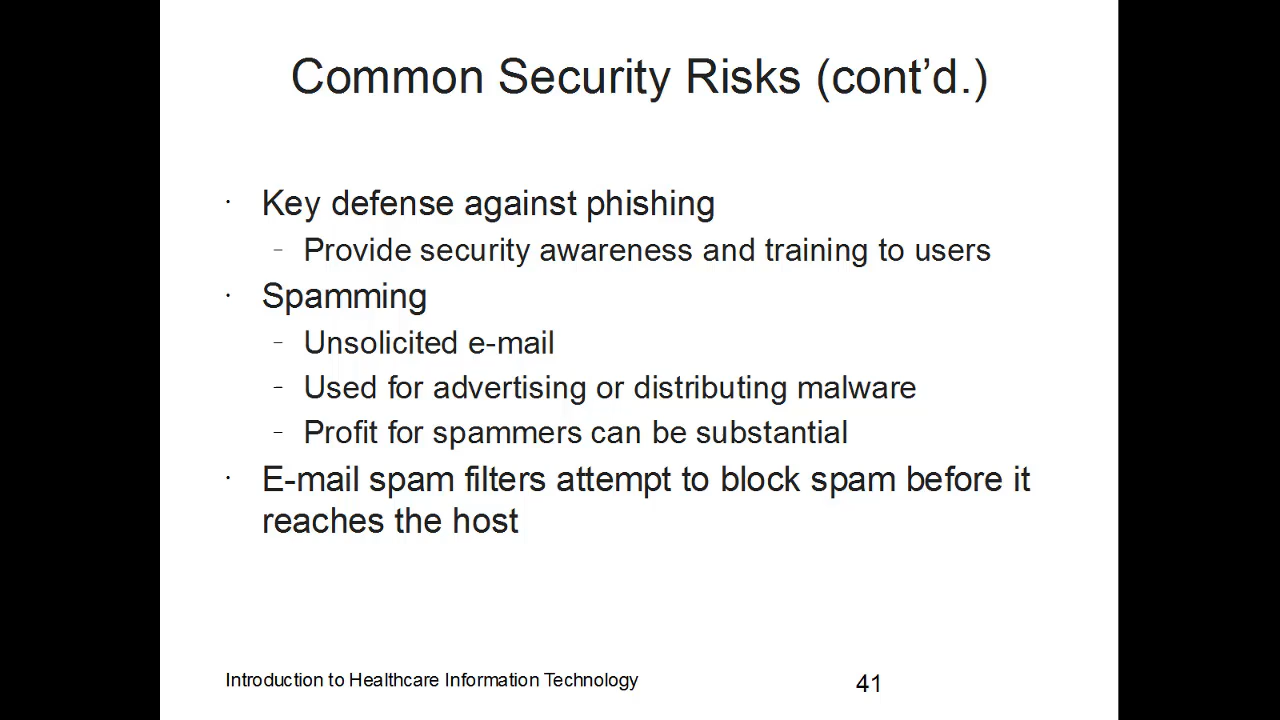 Common Security Risks (cont’d.)
· Key defense against phishing
– Provide security awareness and training to users
· Spamming
– Unsolicited e-mail
– Used for advertising or distributing malware
– Profit for spammers can be substantial
· E-mail spam filters attempt to block spam before it
reaches the host
Introduction to Healthcare Information Technology
41